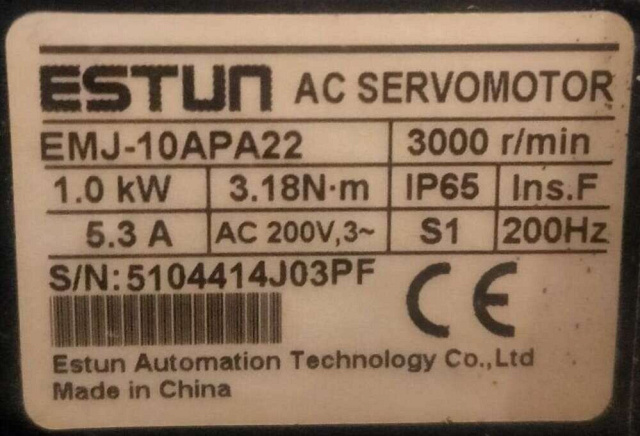 ESTUN AC SERVOMOTOR
EMJ-10APA22 3000 r/min
1.0 kW 3.18N·m IP65 Ins.F
5.3 A AC 200V,3~ S1 200Hz
S/N:5104414J03PF
CE
Estun Automation Technology Co.,Ltd
Made in China